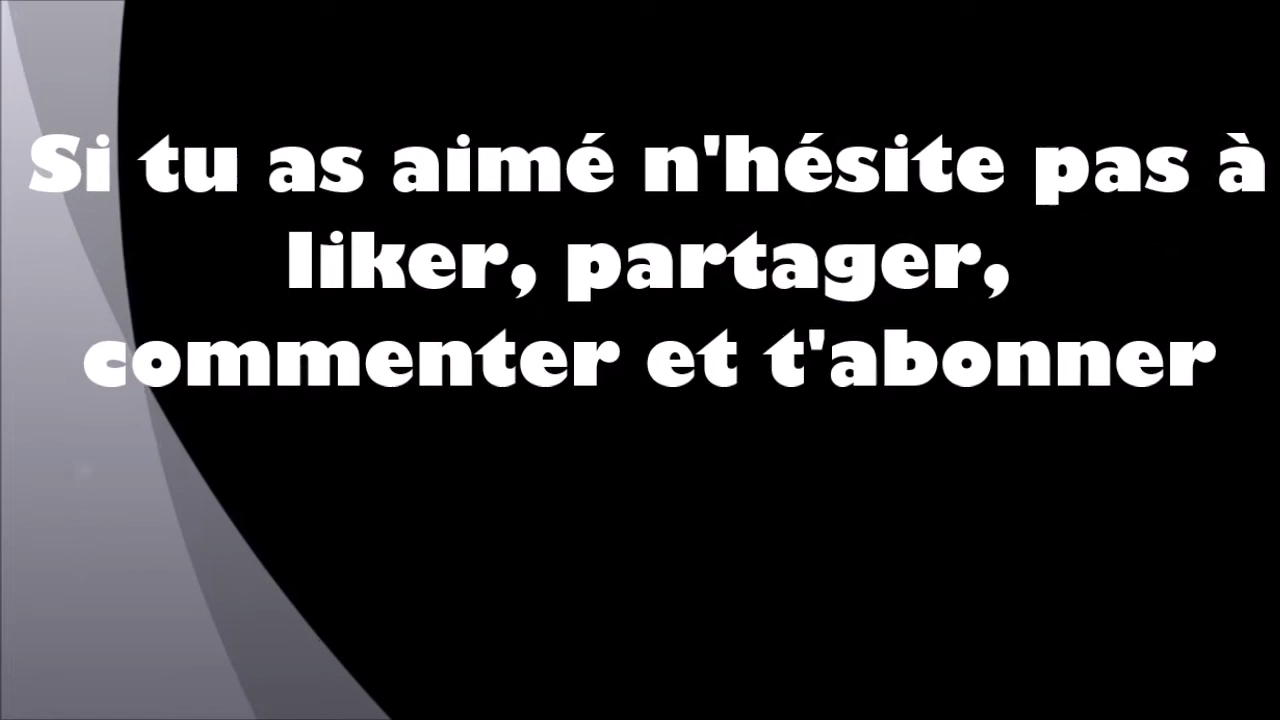 Si tu as aimé n'hésite pas à
liker, partager,
commenter et t'abonner